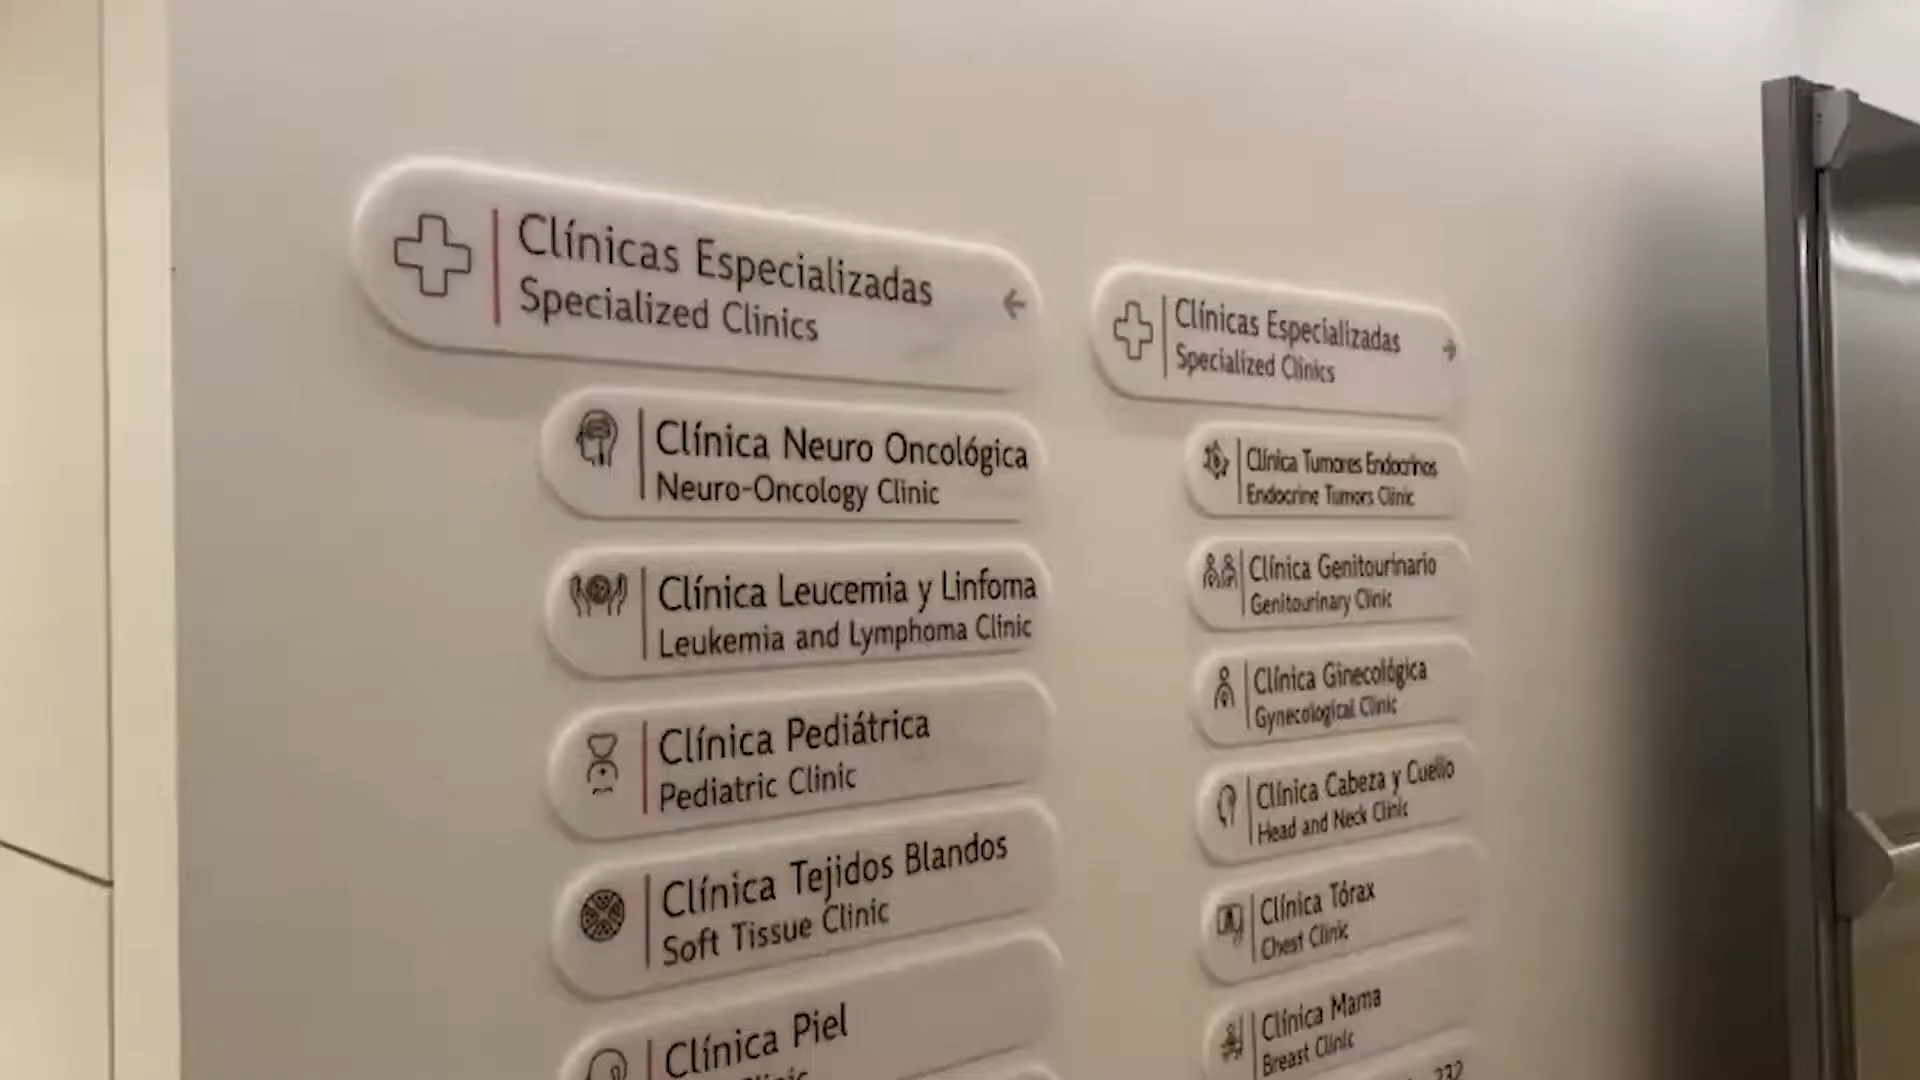 Clínicas Especializadas
Specialized Clinics
Clínica Neuro Oncológica
Neuro-Oncology Clinic
Clínica Leucemia y Linfoma
Leukemia and Lymphoma Clinic
Clínica Pediátrica
Pediatric Clinic
Clínica Tejidos Blandos
Soft Tissue Clinic
Clínica Piel
Clínicas Especializadas
Specialized Clinics
Clínica Tumores Endocrinos
Endocrine Tumors Clinic
Clínica Genitourinario
Genitourinary Clinic
Clínica Ginecológica
Gynecological Clinic
Clínica Cabeza y Cuello
Head and Neck Clinic
Clínica Tórax
Chest Clinic
Clínica Mama
Breast Clinic
232